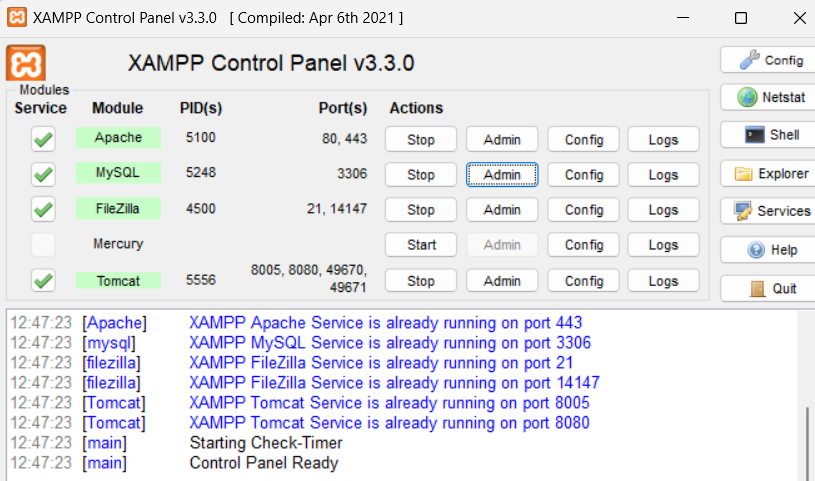 XAMPP Control Panel v3.3.0 [ Compiled: Apr 6th 2021 ]
XAMPP Control Panel v3.3.0
Config
Modules
Service Module PID(s) Port(s) Actions
Netstat
Apache 5100 80, 443 Stop Admin Config Logs
Shell
MySQL 5248 3306 Stop Admin Config Logs
Explorer
FileZilla 4500 21, 14147 Stop Admin Config Logs
Services
Mercury Start Admin Config Logs
Help
Tomcat 5556 8005, 8080, 49670, 49671 Stop Admin Config Logs
Quit
12:47:23 [Apache] XAMPP Apache Service is already running on port 443
12:47:23 [mysql] XAMPP MySQL Service is already running on port 3306
12:47:23 [filezilla] XAMPP FileZilla Service is already running on port 21
12:47:23 [filezilla] XAMPP FileZilla Service is already running on port 14147
12:47:23 [Tomcat] XAMPP Tomcat Service is already running on port 8005
12:47:23 [Tomcat] XAMPP Tomcat Service is already running on port 8080
12:47:23 [main] Starting Check-Timer
12:47:23 [main] Control Panel Ready